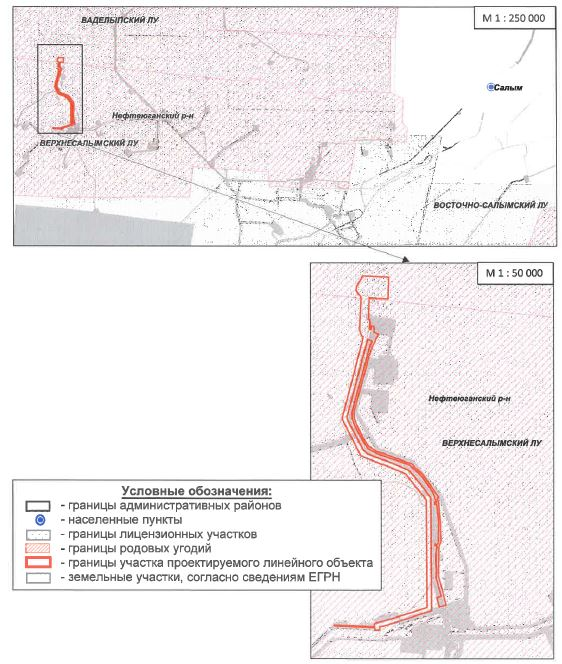 ВАДЕЛЫПСКИЙ ЛУ
М 1 : 250 000
Салым
Нефтеюганский р-н
ВЕРХНЕСАЛЫМСКИЙ ЛУ
ВОСТОЧНО-САЛЫМСКИЙ ЛУ
М 1 : 50 000
Нефтеюганский р-н
ВЕРХНЕСАЛЫМСКИЙ ЛУ
Условные обозначения:
- границы административных районов
- населенные пункты
- границы лицензионных участков
- границы родовых угодий
- границы участка проектируемого линейного объекта
- земельные участки, согласно сведениям ЕГРН